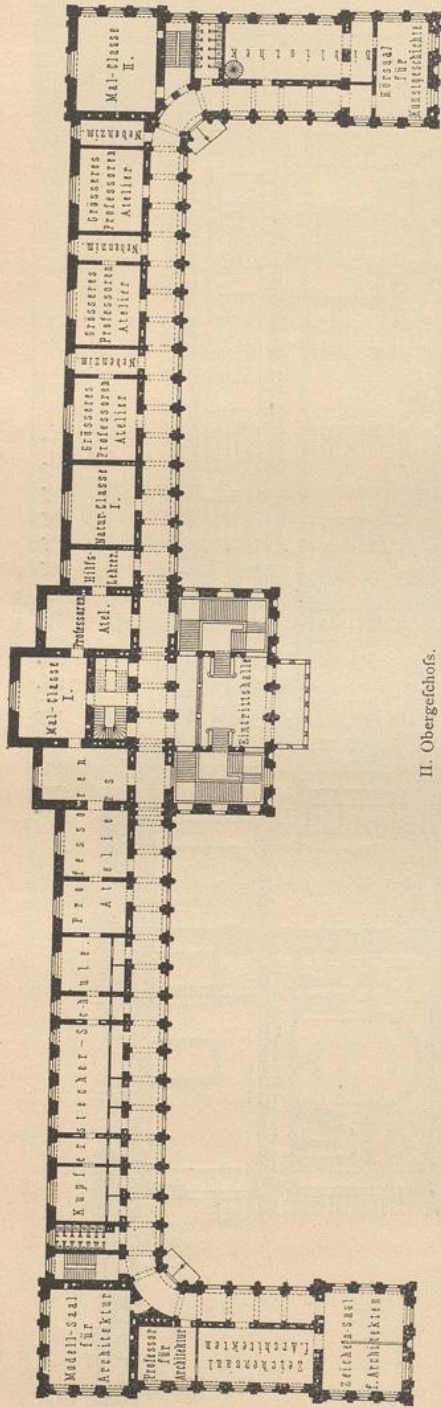 Mal-Classe
II.
Nebenzim.
Grösseres
Professoren
Atelier
Nebenzim.
Grösseres
Professoren
Atelier
Nebenzim.
Grösseres
Professoren
Atelier
Natur-Classe
I.
Hilfs-
Lehrer.
Professoren
Atel.
Mal-Classe
I.
Professoren
Ateliers
Kupferstecher-Schule.
Modell-Saal
für
Architektur
Professor
für
Architektur
Zeichensaal
f. Architekten
Zeichen-Saal
f. Architekten
Eintrittshalle
Bibliothek
Hörsaal
für
Kunstgeschichte
II. Obergeſchoſs.